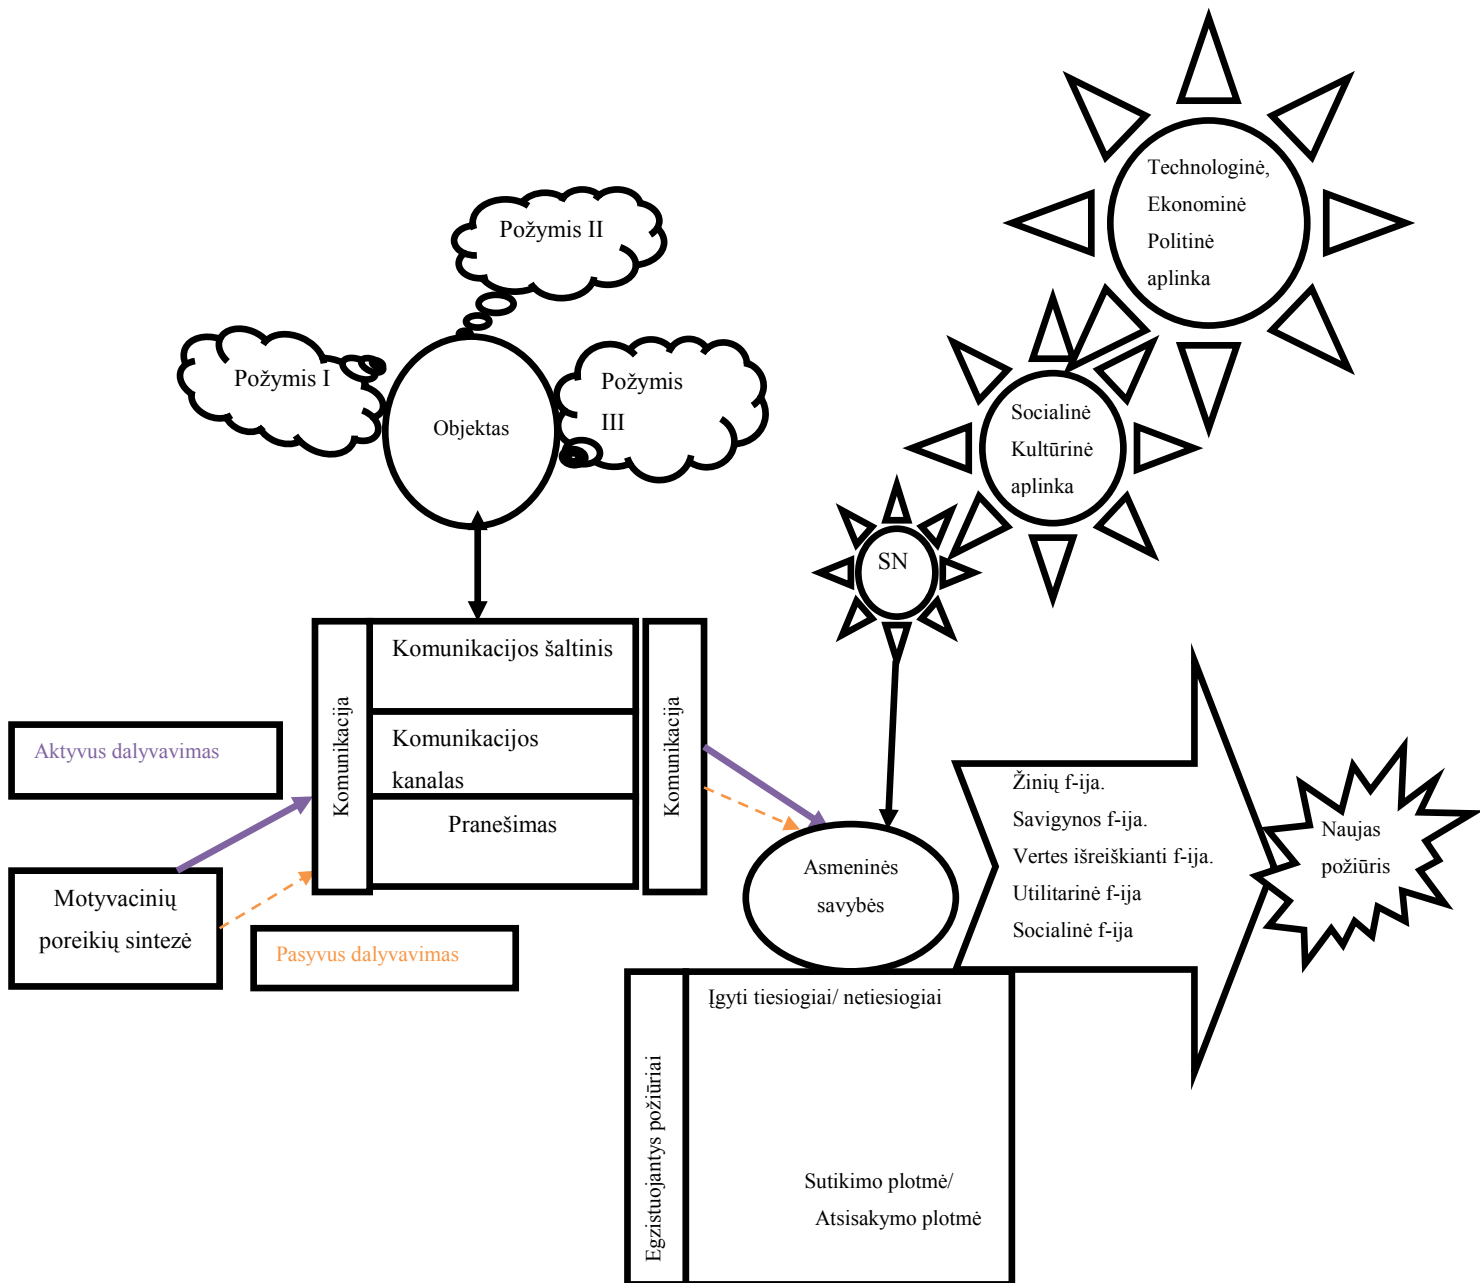 Technologinė,
Ekonominė
Politinė
aplinka
Požymis II
Požymis I
Požymis
III
Objektas
Socialinė
Kultūrinė
aplinka
SN
Komunikacija
Komunikacijos šaltinis
Komunikacijos
kanalas
Pranešimas
Komunikacija
Aktyvus dalyvavimas
Motyvacinių
poreikių sintezė
Pasyvus dalyvavimas
Asmeninės
savybės
Žinių f-ija.
Savigynos f-ija.
Vertes išreiškianti f-ija.
Utilitarinė f-ija
Socialinė f-ija
Naujas
požiūris
Egzistuojantys požiūriai
Įgyti tiesiogiai/ netiesiogiai
Sutikimo plotmė/
Atsisakymo plotmė